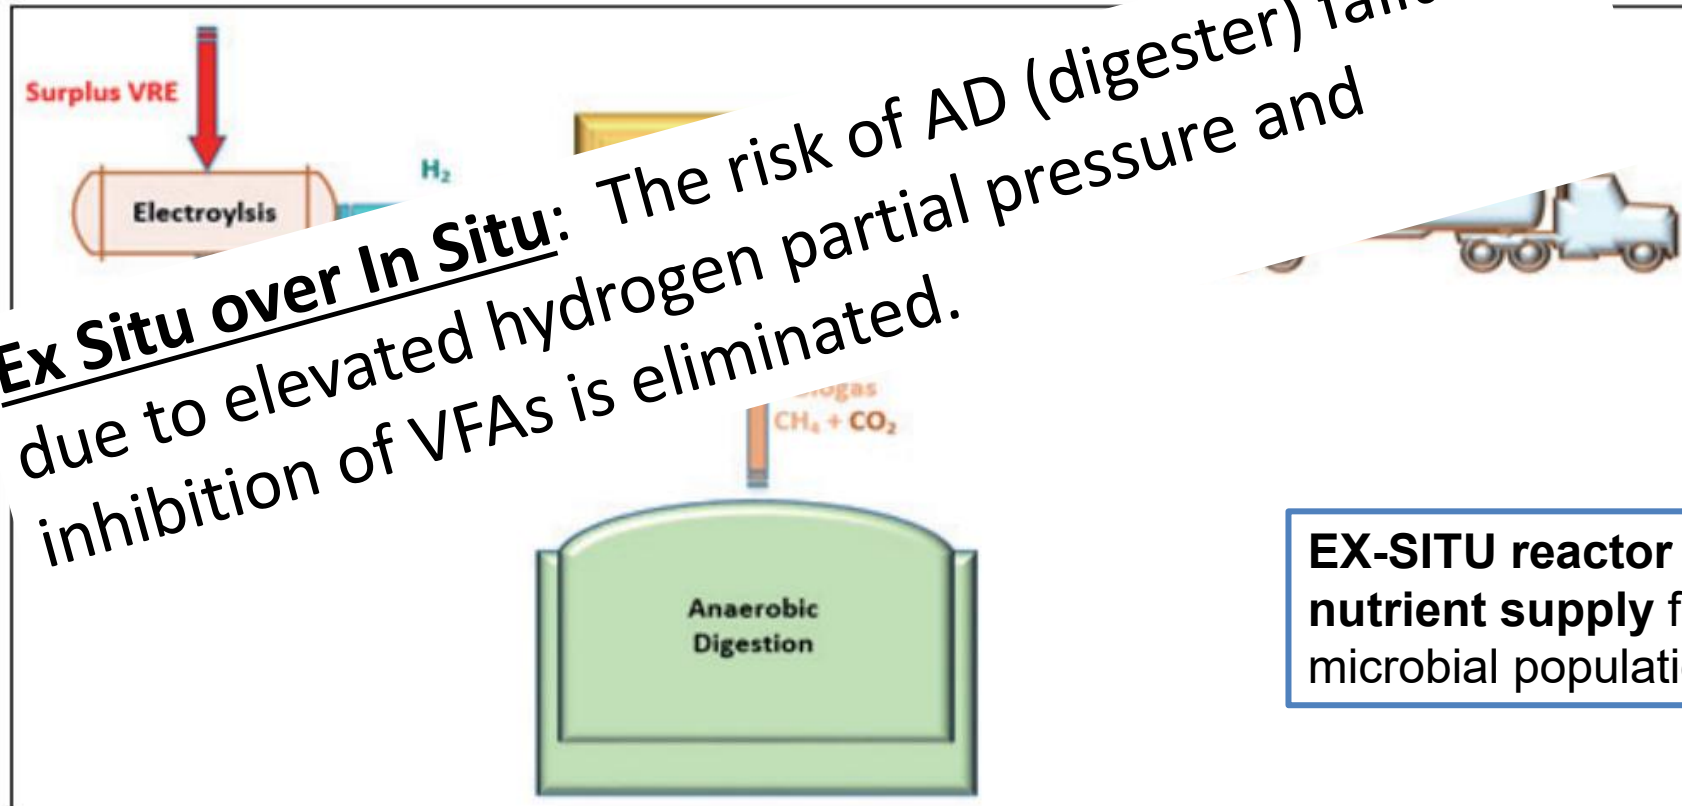 Surplus VRE
H₂
Electroylsis
Ex Situ over In Situ: The risk of AD (digester)
due to elevated hydrogen partial pressure and
inhibition of VFAs is eliminated.
CH₄ + CO₂
Anaerobic
Digestion
EX-SITU reactor
nutrient supply
microbial